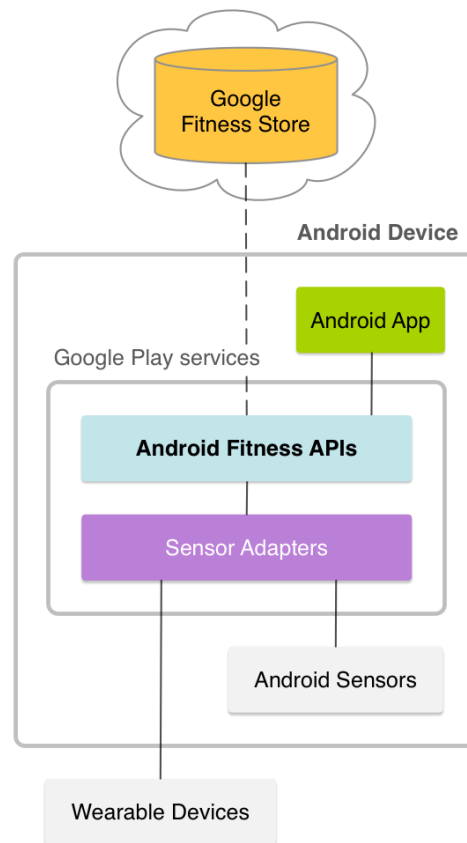 Google
Fitness Store
Android Device
Android App
Google Play services
Android Fitness APIs
Sensor Adapters
Android Sensors
Wearable Devices